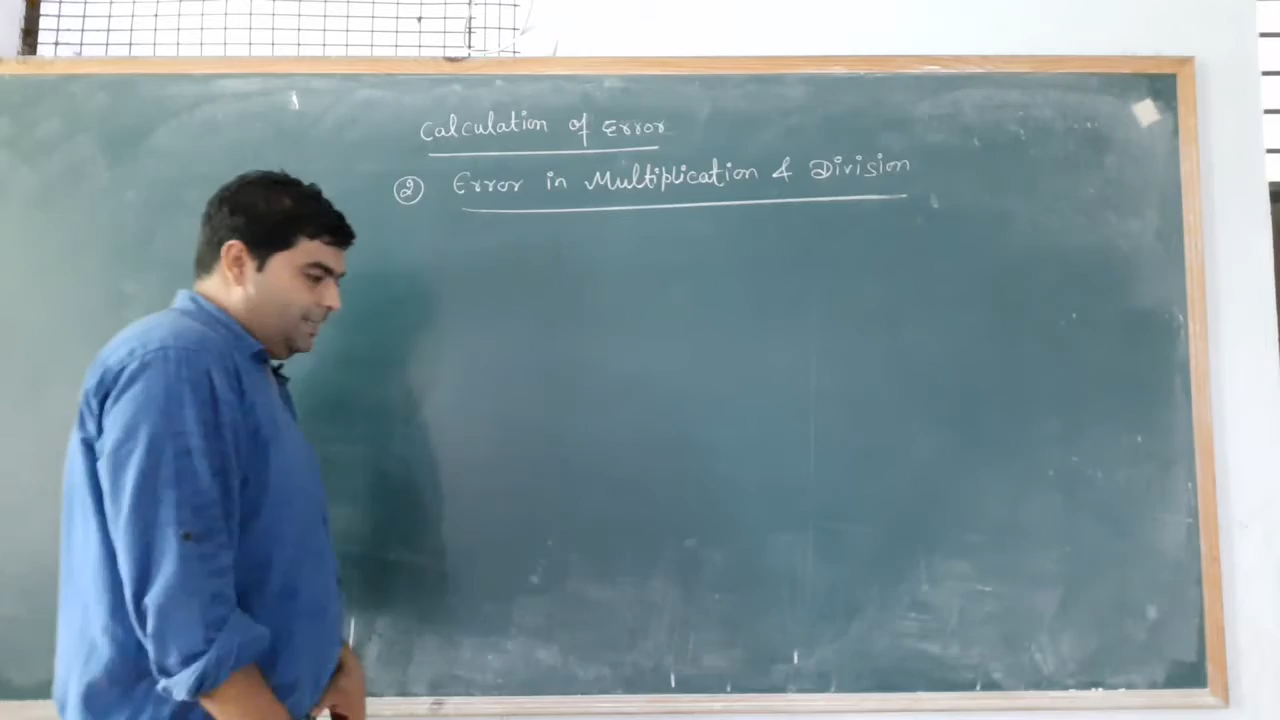 Calculation of Error
② Error in Multiplication & Division